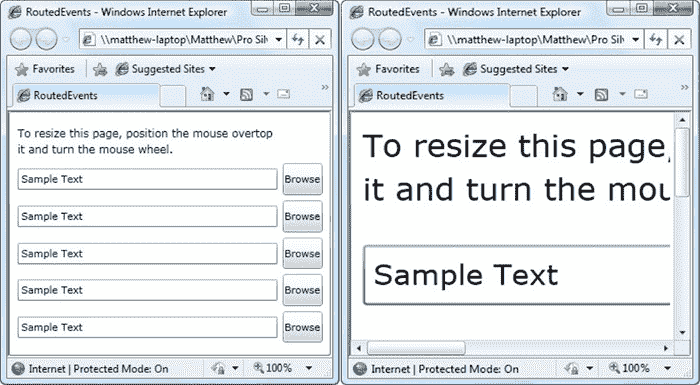 RoutedEvents - Windows Internet Explorer
\\matthew-laptop\Matthew\Pro Sil
Favorites
Suggested Sites
RoutedEvents
To resize this page, position the mouse overtop
it and turn the mouse wheel.
Sample Text Browse
Sample Text Browse
Sample Text Browse
Sample Text Browse
Sample Text Browse
Internet | Protected Mode: On
100%
RoutedEvents - Windows Internet Explorer
\\matthew-laptop\Matthew\Pro Sil
Favorites
Suggested Sites
RoutedEvents
To resize this page,
it and turn the mou
Sample Text
Internet | Protected Mode: On
100%